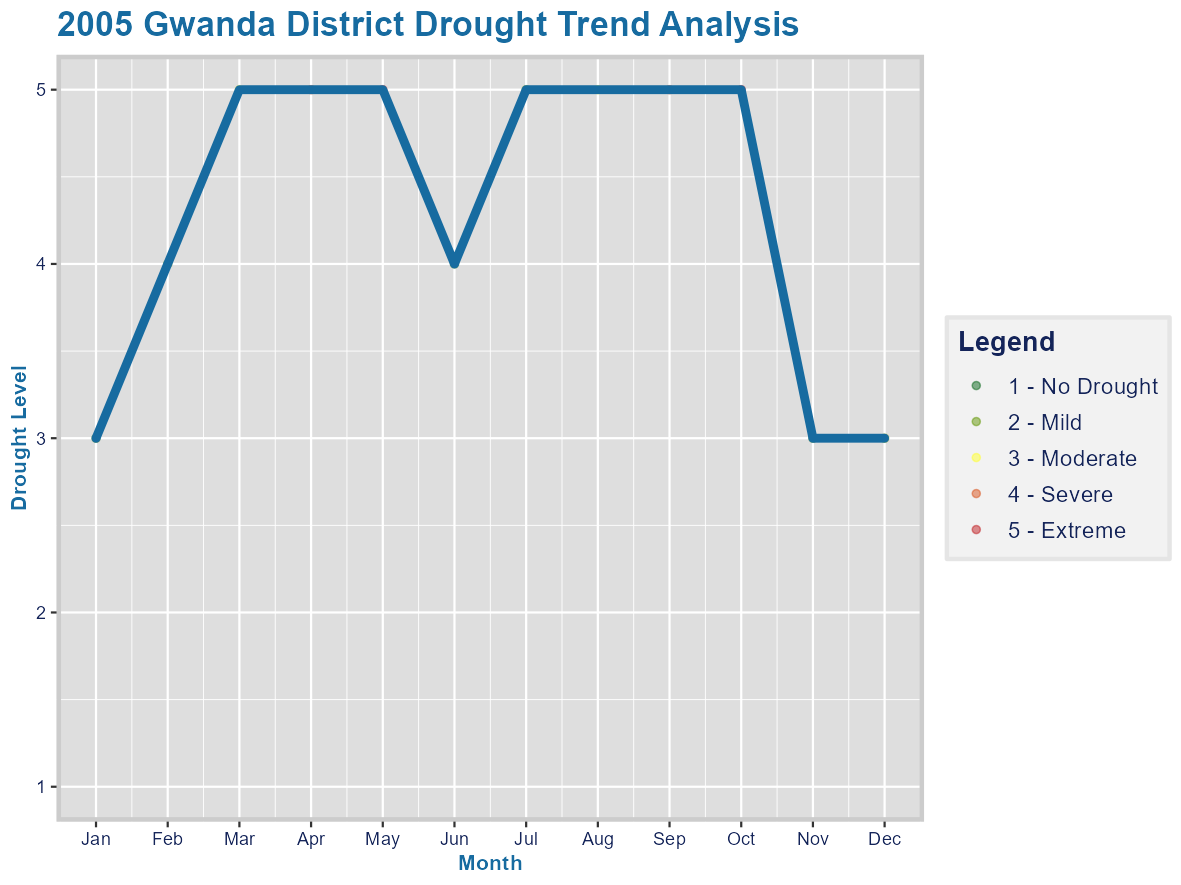 2005 Gwanda District Drought Trend Analysis
5
4
3
2
1
Drought Level
Jan Feb Mar Apr May Jun Jul Aug Sep Oct Nov Dec
Month
Legend
1 - No Drought
2 - Mild
3 - Moderate
4 - Severe
5 - Extreme